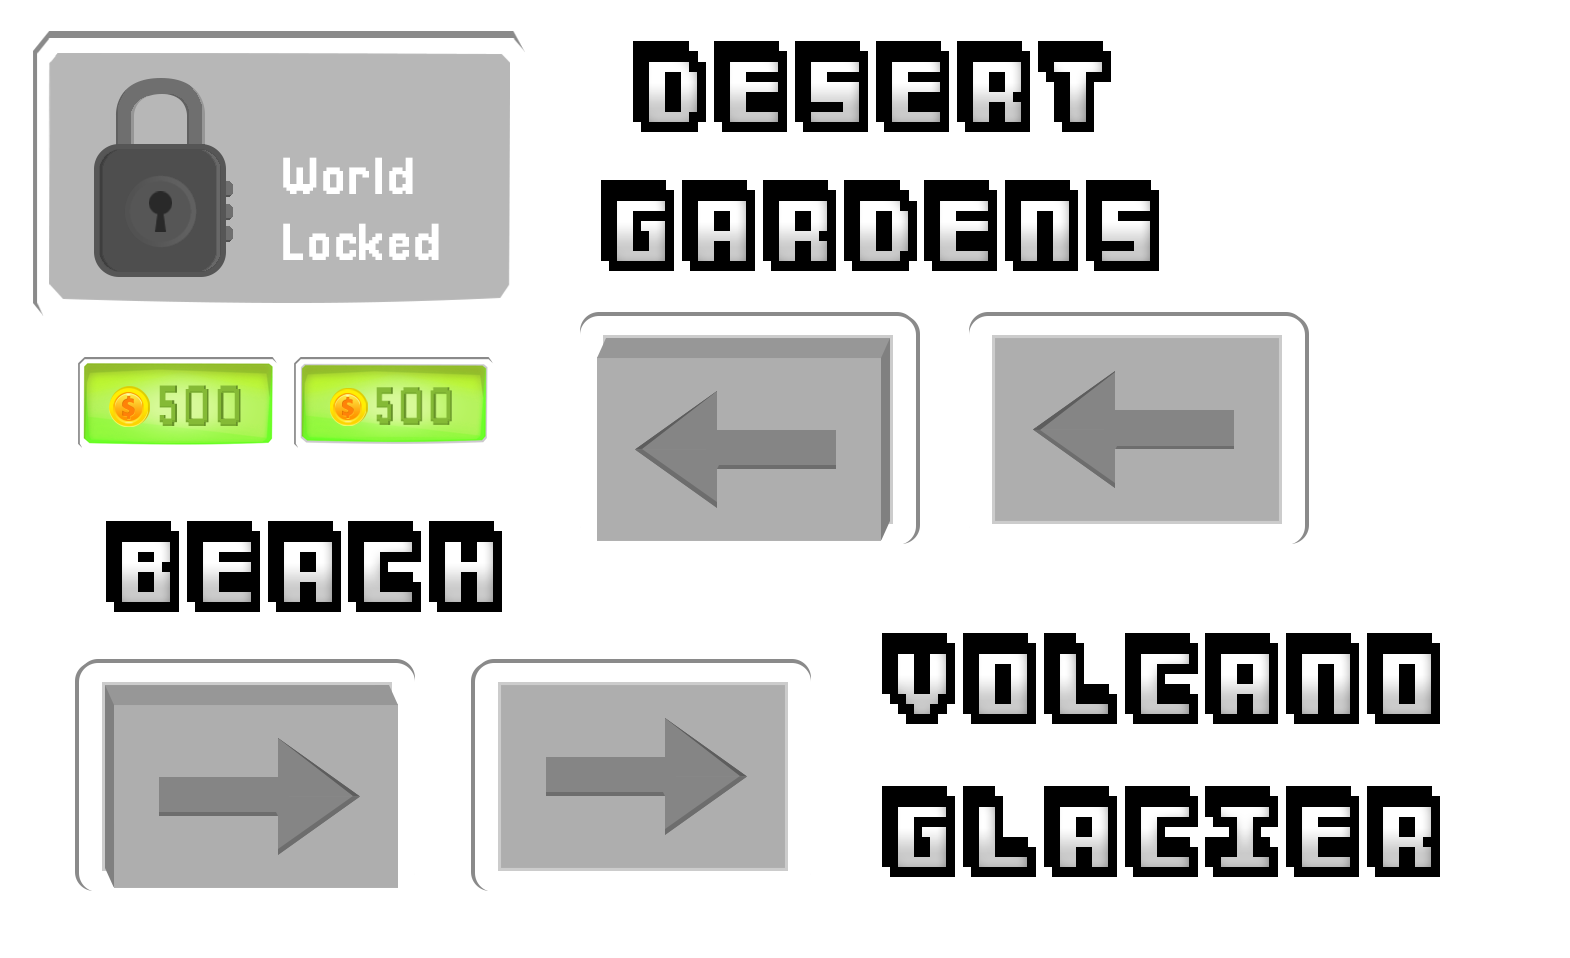 World
Locked
DESERT
GARDENS
$ 500
$ 500
BEACH
VOLCANO
GLACIER